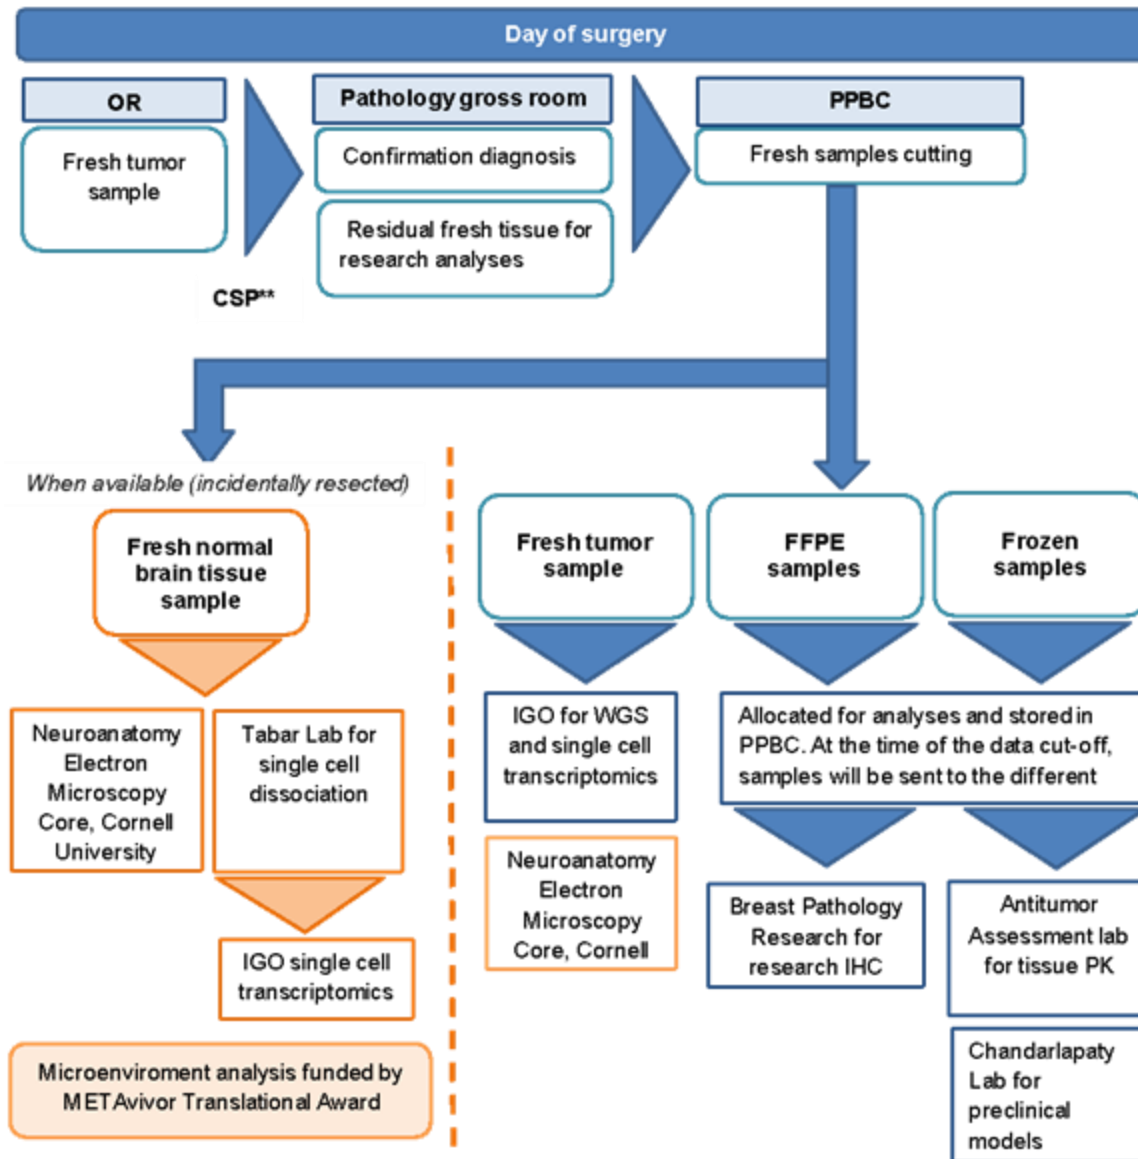 Day of surgery
OR
Fresh tumor
sample
CSP**
Pathology gross room
Confirmation diagnosis
Residual fresh tissue for
research analyses
PPBC
Fresh samples cutting
When available (incidentally resected)
Fresh normal
brain tissue
sample
Neuroanatomy
Electron
Microscopy
Core, Cornell
University
Tabar Lab for
single cell
dissociation
IGO single cell
transcriptomics
Microenviroment analysis funded by
METAvivor Translational Award
Fresh tumor
sample
IGO for WGS
and single cell
transcriptomics
Neuroanatomy
Electron
Microscopy
Core, Cornell
FFPE
samples
Frozen
samples
Allocated for analyses and stored in
PPBC. At the time of the data cut-off,
samples will be sent to the different
Breast Pathology
Research for
research IHC
Antitumor
Assessment lab
for tissue PK
Chandarlapaty
Lab for
preclinical
models